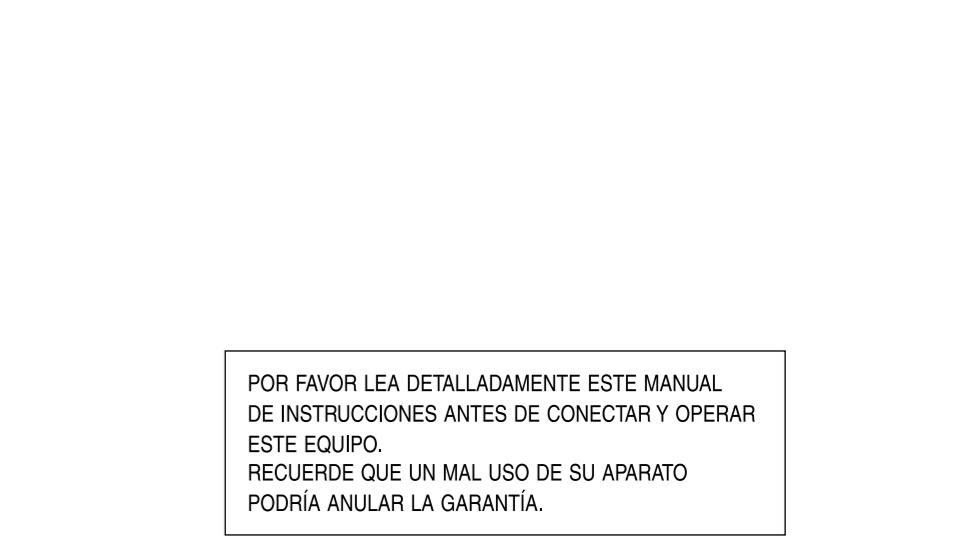 POR FAVOR LEA DETALLADAMENTE ESTE MANUAL
DE INSTRUCCIONES ANTES DE CONECTAR Y OPERAR
ESTE EQUIPO.
RECUERDE QUE UN MAL USO DE SU APARATO
PODRÍA ANULAR LA GARANTÍA.